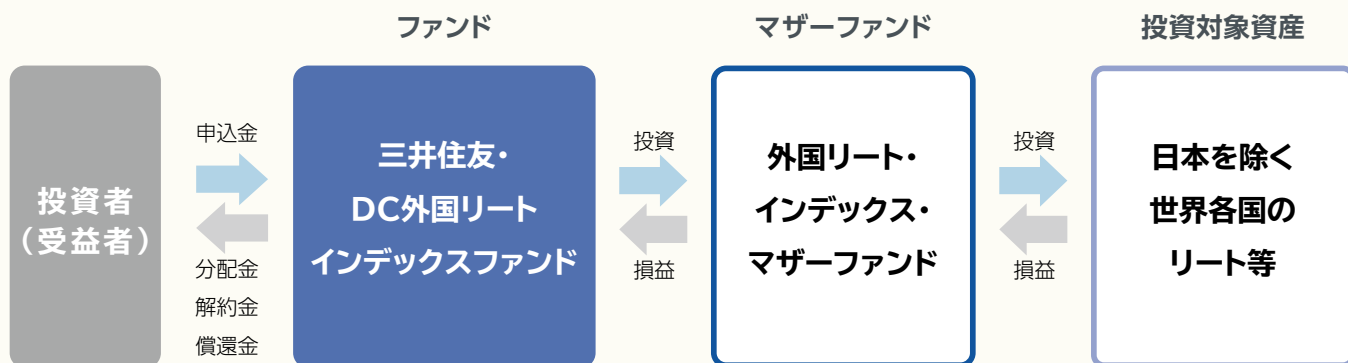 ファンド
マザーファンド
投資対象資産
投資者
(受益者)
申込金
分配金
解約金
償還金
三井住友・
DC外国リート
インデックスファンド
投資
損益
外国リート・
インデックス・
マザーファンド
投資
損益
日本を除く
世界各国の
リート等